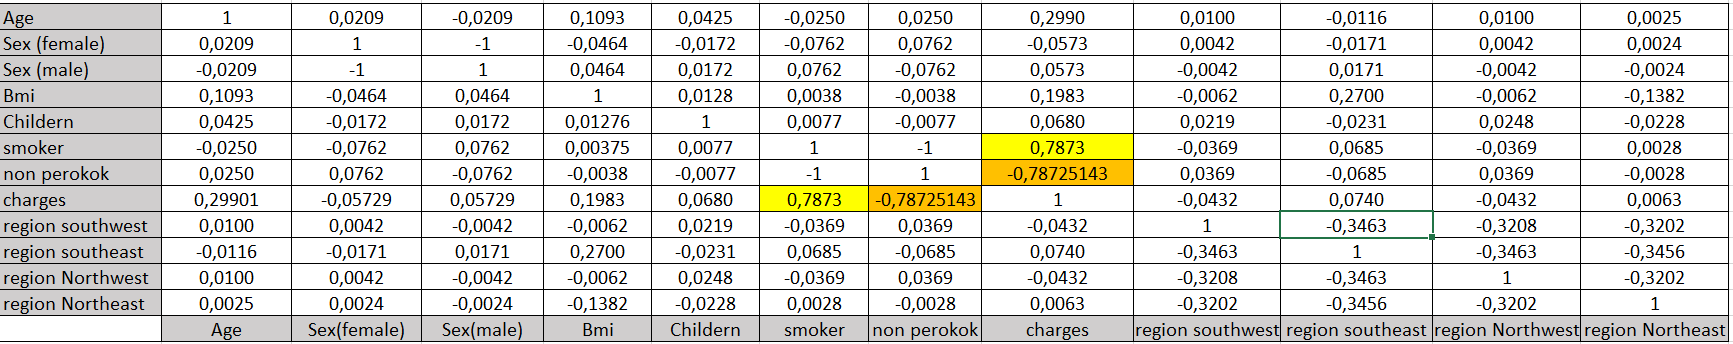 Age 1 0,0209 -0,0209 0,1093 0,0425 -0,0250 0,0250 0,2990 0,0100 -0,0116 0,0100 0,0025
Sex (female) 0,0209 1 -1 -0,0464 -0,0172 -0,0762 0,0762 -0,0573 0,0042 -0,0171 0,0042 0,0024
Sex (male) -0,0209 -1 1 0,0464 0,0172 0,0762 -0,0762 0,0573 -0,0042 0,0171 -0,0042 -0,0024
Bmi 0,1093 -0,0464 0,0464 1 0,0128 0,0038 -0,0038 0,1983 -0,0062 0,2700 -0,0062 -0,1382
Childern 0,0425 -0,0172 0,0172 0,01276 1 0,0077 -0,0077 0,0680 0,0219 -0,0231 0,0248 -0,0228
smoker -0,0250 -0,0762 0,0762 0,00375 0,0077 1 -1 0,7873 -0,0369 0,0685 -0,0369 0,0028
non perokok 0,0250 0,0762 -0,0762 -0,0038 -0,0077 -1 1 -0,78725143 0,0369 -0,0685 0,0369 -0,0028
charges 0,29901 -0,05729 0,05729 0,1983 0,0680 0,7873 -0,78725143 1 -0,0432 0,0740 -0,0432 0,0063
region southwest 0,0100 0,0042 -0,0042 -0,0062 0,0219 -0,0369 0,0369 -0,0432 1 -0,3463 -0,3208 -0,3202
region southeast -0,0116 -0,0171 0,0171 0,2700 -0,0231 0,0685 -0,0685 0,0740 -0,3463 1 -0,3463 -0,3456
region Northwest 0,0100 0,0042 -0,0042 -0,0062 0,0248 -0,0369 0,0369 -0,0432 -0,3208 -0,3463 1 -0,3202
region Northeast 0,0025 0,0024 -0,0024 -0,1382 -0,0228 0,0028 -0,0028 0,0063 -0,3202 -0,3456 -0,3202 1
Age Sex(female) Sex(male) Bmi Childern smoker non perokok charges region southwest region southeast region Northwest region Northeast